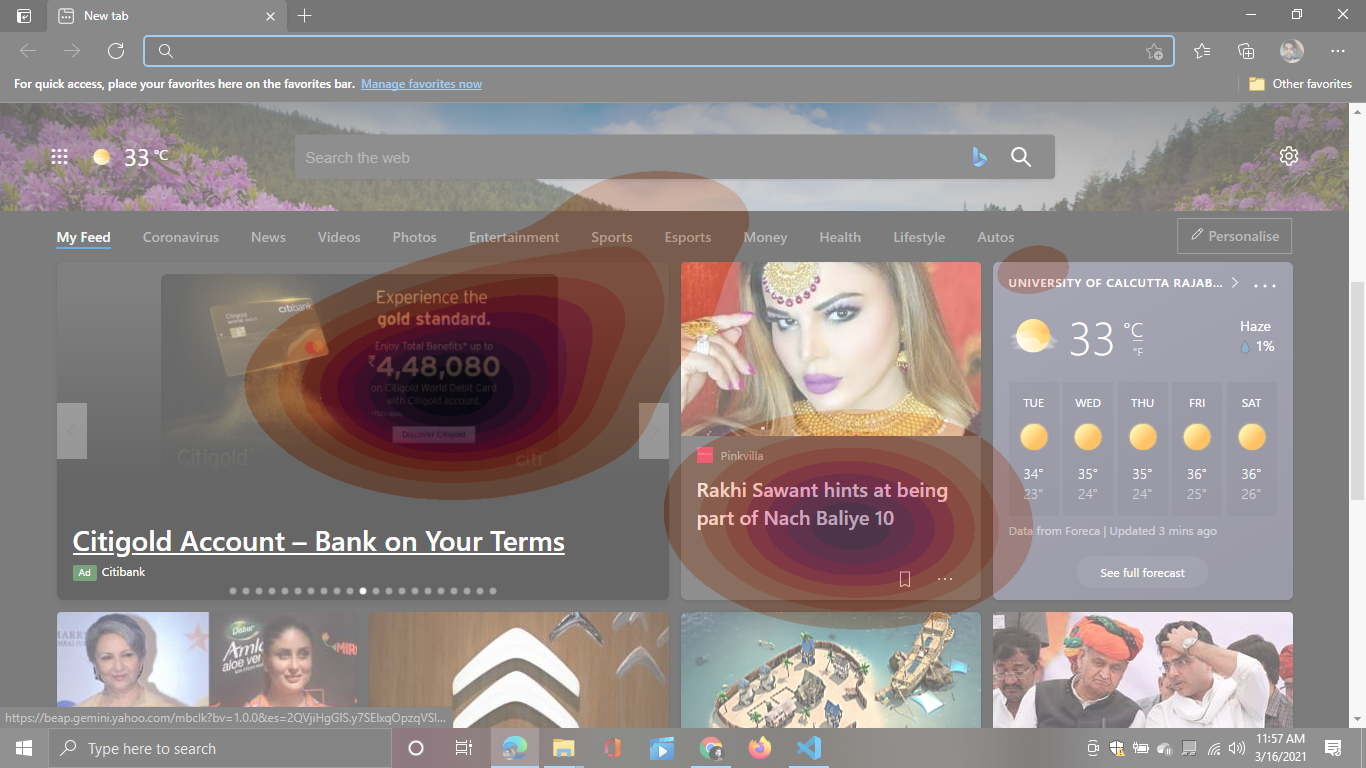 New tab
For quick access, place your favorites here on the favorites bar. Manage favorites now
Other favorites
33 °C
Search the web
My Feed Coronavirus News Videos Photos Entertainment Sports Esports Money Health Lifestyle Autos
Personalise
citibank
Experience the
gold standard.
Enjoy Total Benefits* up to
₹4,48,080
on Citigold World Debit Card
with Citigold account.
Discover Citigold
Citigold
citi
Citigold Account – Bank on Your Terms
Ad Citibank
Pinkvilla
Rakhi Sawant hints at being
part of Nach Baliye 10
UNIVERSITY OF CALCUTTA RAJAB...
33 °C
°F
Haze
1%
TUE WED THU FRI SAT
34° 35° 35° 36° 36°
23° 24° 24° 25° 26°
Data from Foreca | Updated 3 mins ago
See full forecast
Dabur
aloe ver
https://beap.gemini.yahoo.com/mbclk?bv=1.0.0&es=2QVjiHgGIS.y7SElxqOpzqVSI...
Type here to search
11:57 AM
3/16/2021